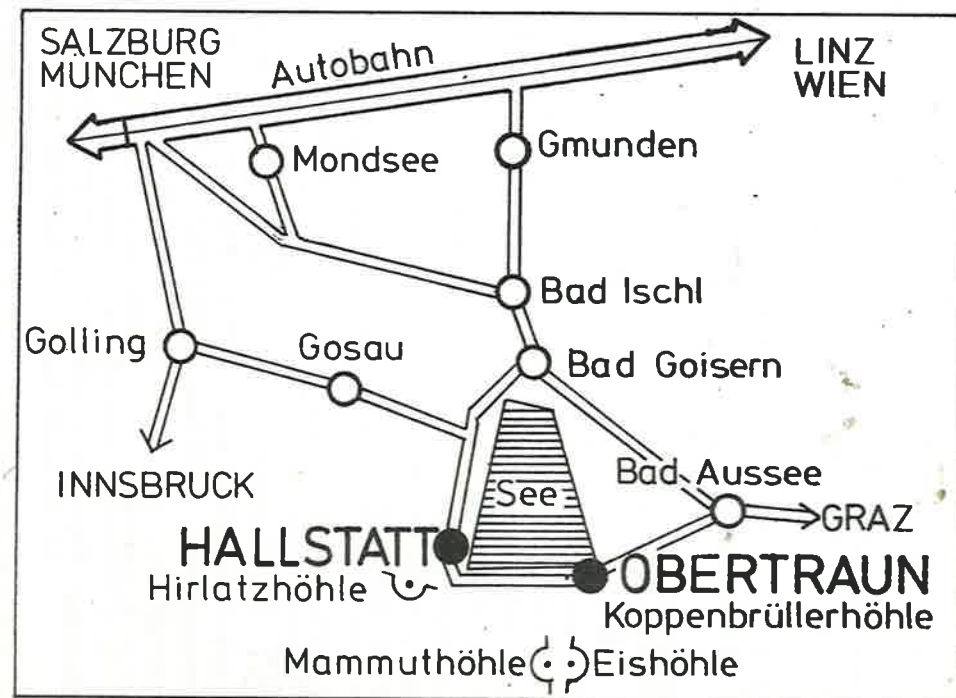 SALZBURG
MUNCHEN
Autobahn
LINZ
WIEN
Mondsee
Gmunden
Bad Ischl
Golling
Gosau
Bad Goisern
INNSBRUCK
See
Bad Aussee
GRAZ
HALLSTATT
Hirlatzhöhle
OBERTRAUN
Koppenbrüllerhöhle
Mammuthöhle
Eishöhle